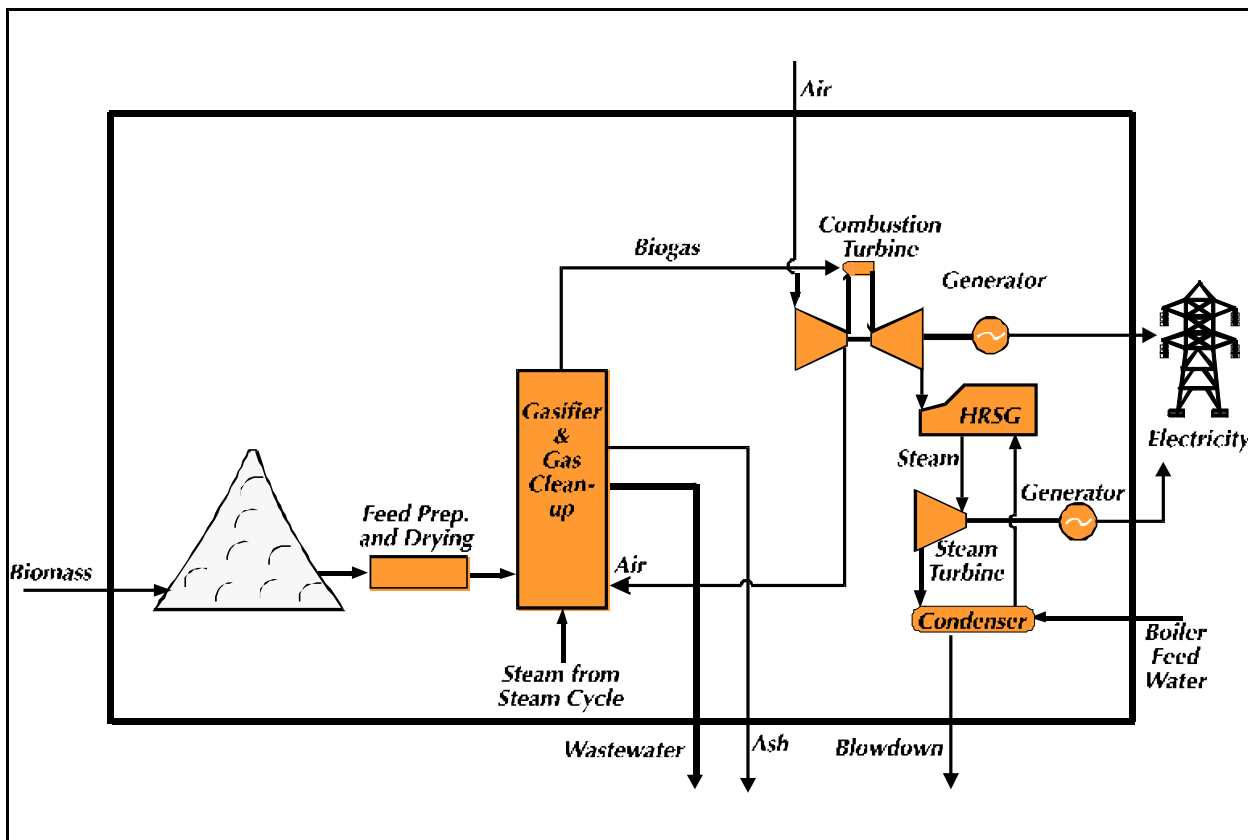 Air
Combustion
Turbine
Biogas
Generator
Gasifier
&
Gas
Clean-
up
HRSG
Electricity
Steam
Generator
Feed Prep.
and Drying
Steam
Turbine
Air
Biomass
Condenser
Boiler
Feed
Water
Steam from
Steam Cycle
Wastewater
Ash
Blowdown